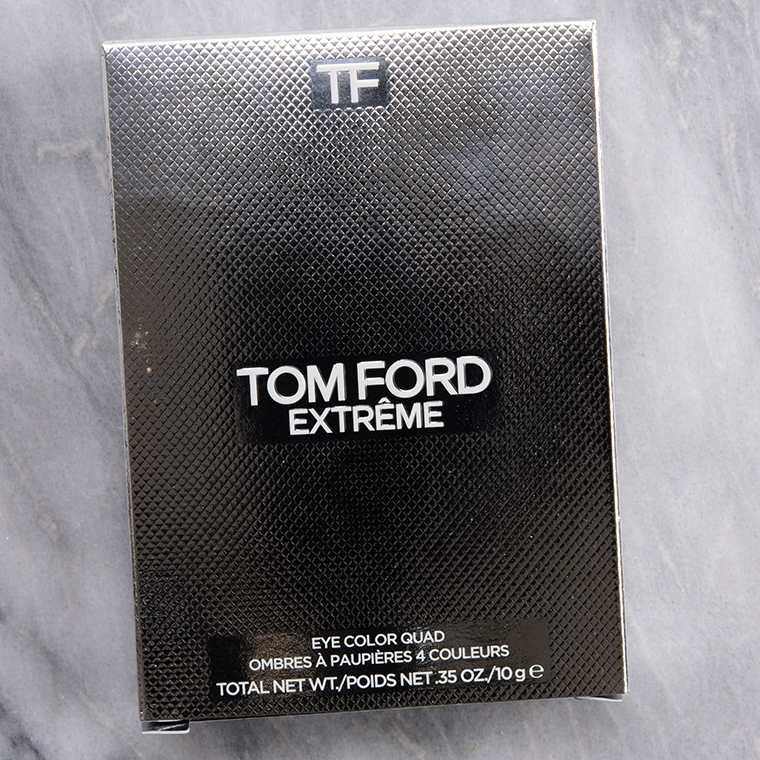 TF
TOM FORD
EXTRÊME
EYE COLOR QUAD
OMBRES À PAUPIÈRES 4 COULEURS
TOTAL NET WT./POIDS NET .35 OZ./10 g ℮